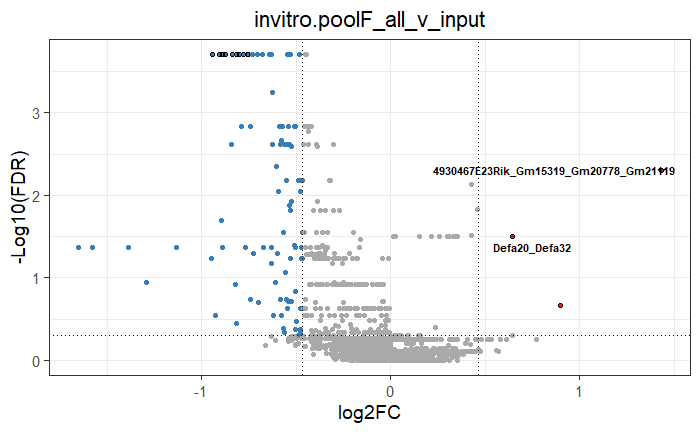 invitro.poolF_all_v_input
-Log10(FDR)
3
2
1
0
4930467E23Rik_Gm15319_Gm20778_Gm21119
Defa20_Defa32
-1
0
1
log2FC